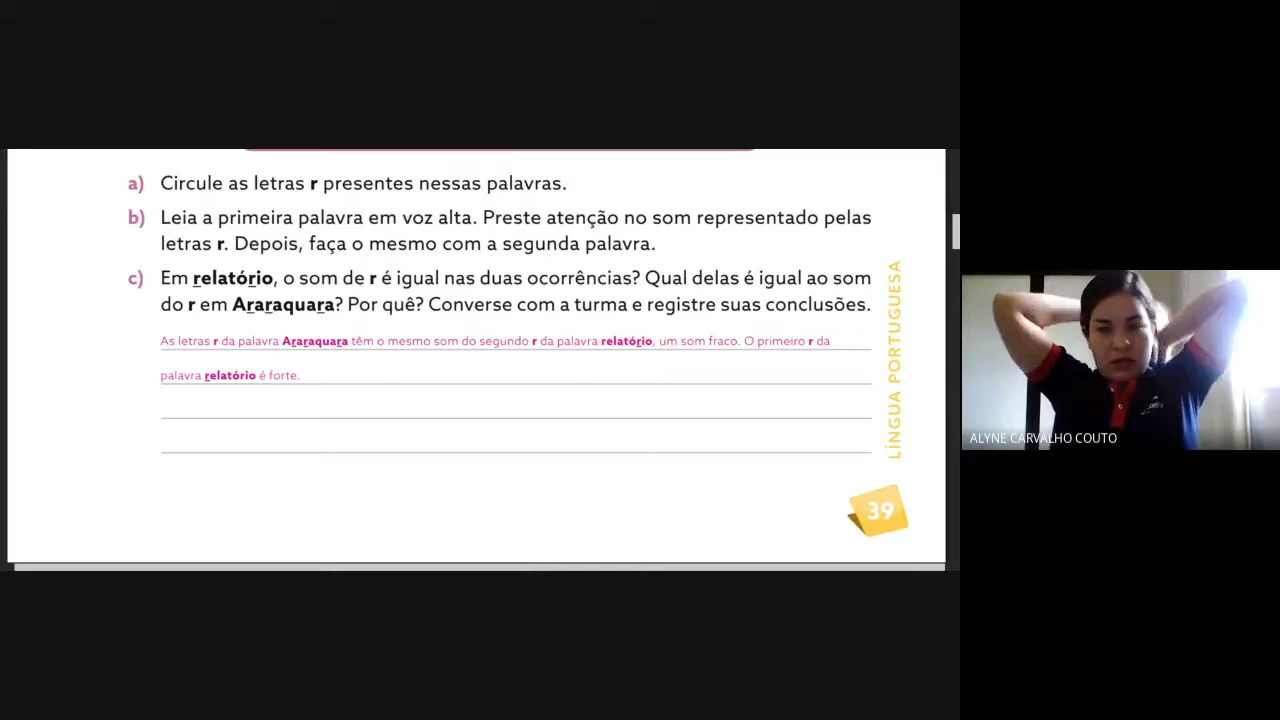 a) Circule as letras r presentes nessas palavras.
b) Leia a primeira palavra em voz alta. Preste atenção no som representado pelas
letras r. Depois, faça o mesmo com a segunda palavra.
c) Em relatório, o som de r é igual nas duas ocorrências? Qual delas é igual ao som
do r em Araraquara? Por quê? Converse com a turma e registre suas conclusões.
As letras r da palavra Araraquara têm o mesmo som do segundo r da palavra relatório, um som fraco. O primeiro r da
palavra relatório é forte.
LÍNGUA PORTUGUESA
39
ALYNE CARVALHO COUTO